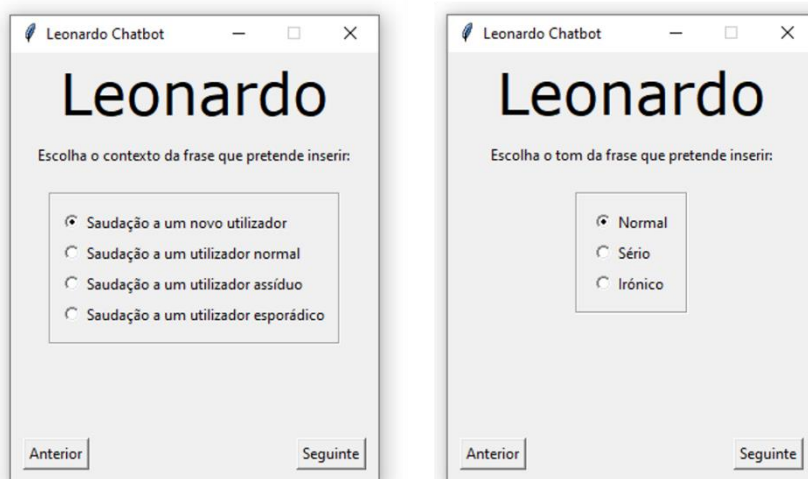 Leonardo Chatbot
Leonardo
Escolha o contexto da frase que pretende inserir:
Saudação a um novo utilizador
Saudação a um utilizador normal
Saudação a um utilizador assíduo
Saudação a um utilizador esporádico
Anterior
Seguinte
Leonardo Chatbot
Leonardo
Escolha o tom da frase que pretende inserir:
Normal
Sério
Irónico
Anterior
Seguinte